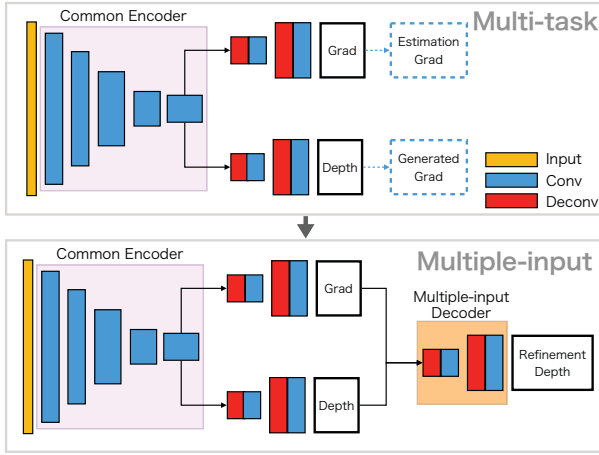 Multi-task
Common Encoder
Grad
Estimation
Grad
Depth
Generated
Grad
Input
Conv
Deconv
Multiple-input
Common Encoder
Grad
Multiple-input
Decoder
Refinement
Depth
Depth